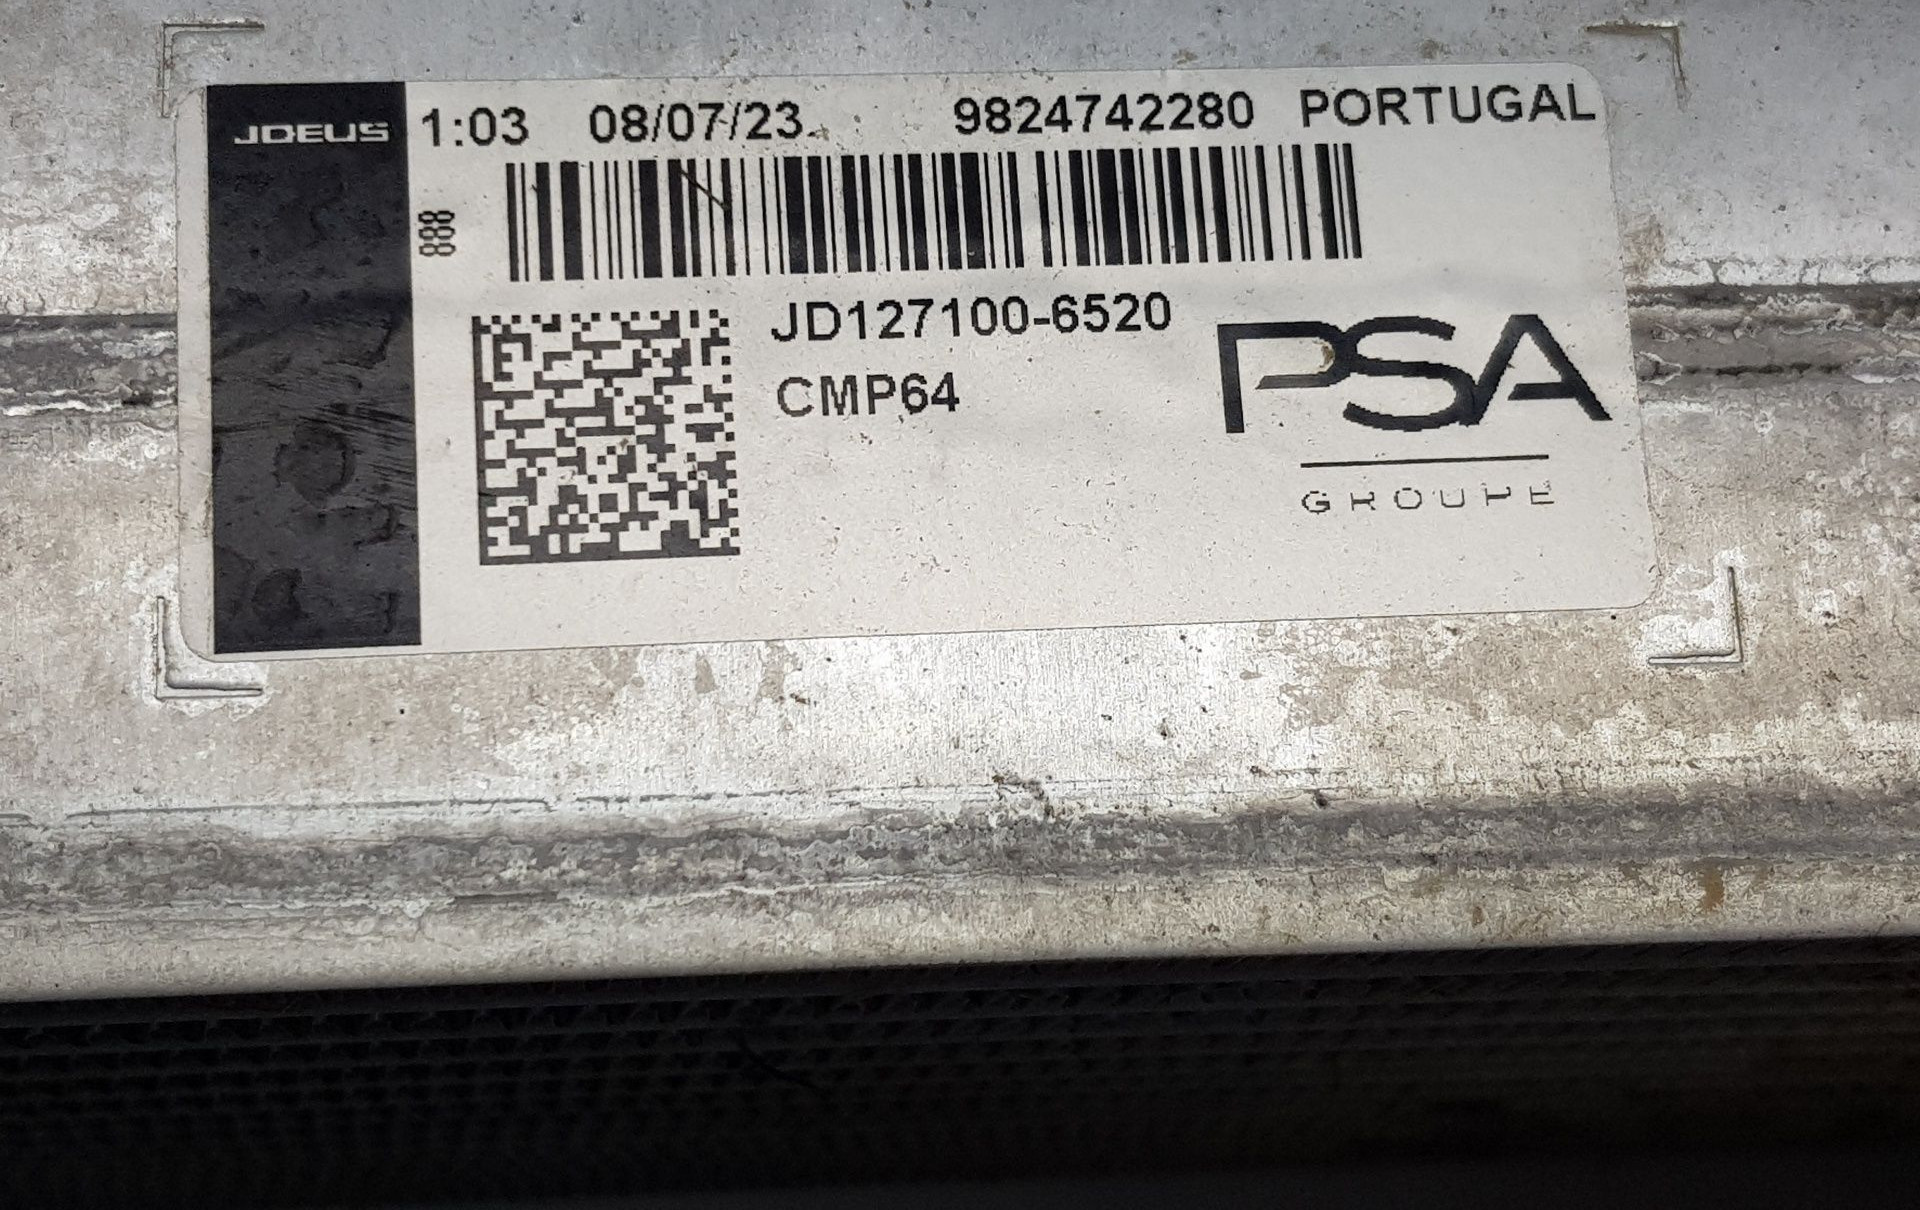 JDEUS 1:03 08/07/23 9824742280 PORTUGAL
888
JD127100-6520
CMP64
PSA
GROUPE